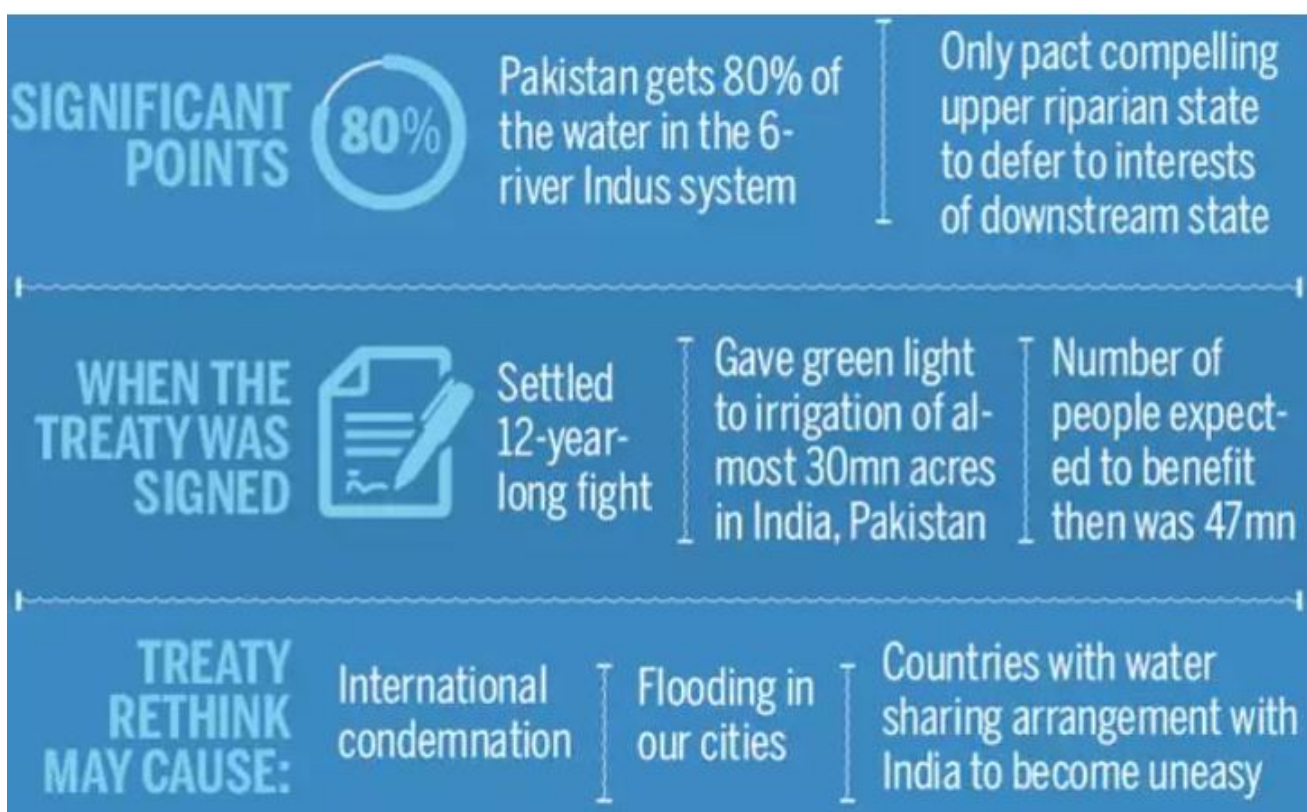 SIGNIFICANT
POINTS
80%
Pakistan gets 80% of
the water in the 6-
river Indus system
Only pact compelling
upper riparian state
to defer to interests
of downstream state
WHEN THE
TREATY WAS
SIGNED
Settled
12-year-
long fight
Gave green light
to irrigation of al-
most 30mn acres
in India, Pakistan
Number of
people expect-
ed to benefit
then was 47mn
TREATY
RETHINK
MAY CAUSE:
International
condemnation
Flooding in
our cities
Countries with water
sharing arrangement with
India to become uneasy